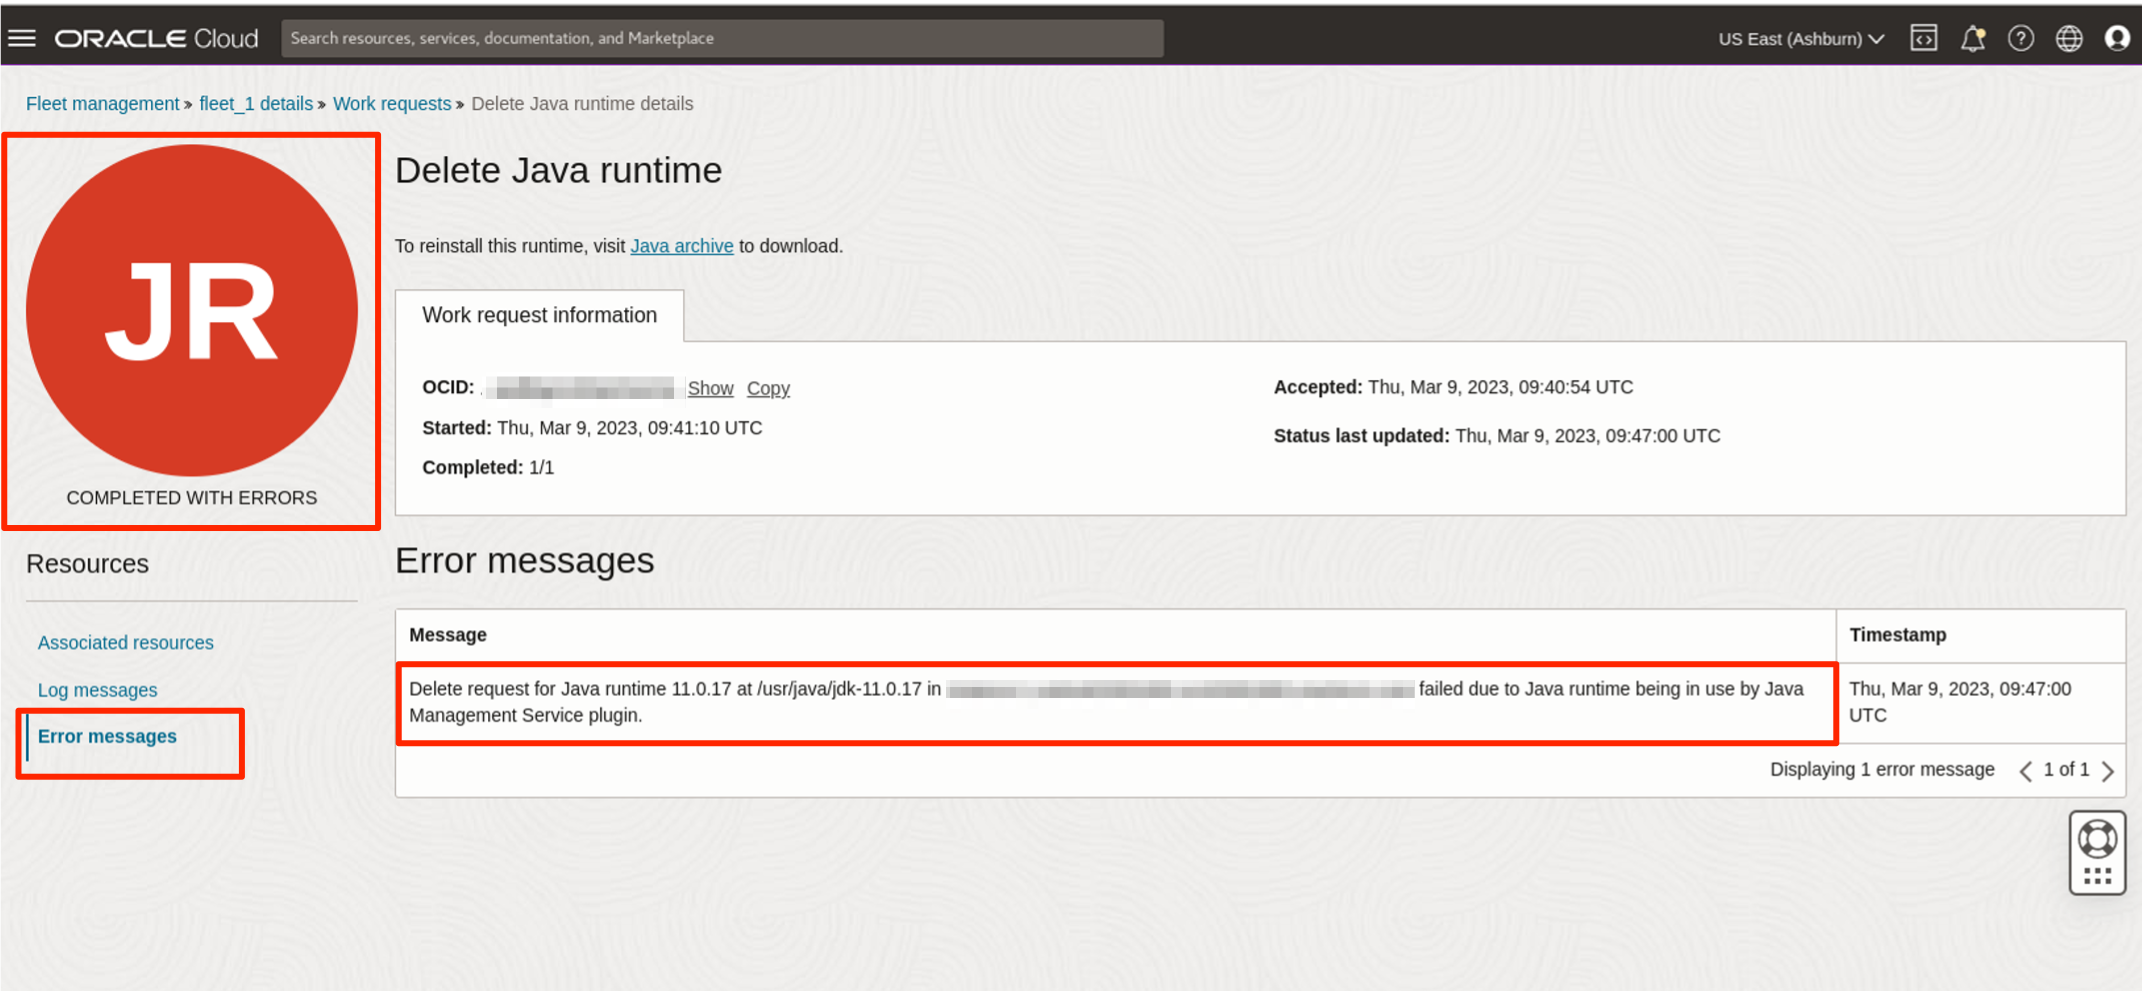 ORACLE Cloud
Search resources, services, documentation, and Marketplace
US East (Ashburn)
Fleet management » fleet_1 details » Work requests » Delete Java runtime details
JR
COMPLETED WITH ERRORS
Delete Java runtime
To reinstall this runtime, visit Java archive to download.
Work request information
OCID: Show Copy
Started: Thu, Mar 9, 2023, 09:41:10 UTC
Completed: 1/1
Accepted: Thu, Mar 9, 2023, 09:40:54 UTC
Status last updated: Thu, Mar 9, 2023, 09:47:00 UTC
Resources
Associated resources
Log messages
Error messages
Error messages
Message
Timestamp
Delete request for Java runtime 11.0.17 at /usr/java/jdk-11.0.17 in failed due to Java runtime being in use by Java
Management Service plugin.
Thu, Mar 9, 2023, 09:47:00
UTC
Displaying 1 error message
1 of 1